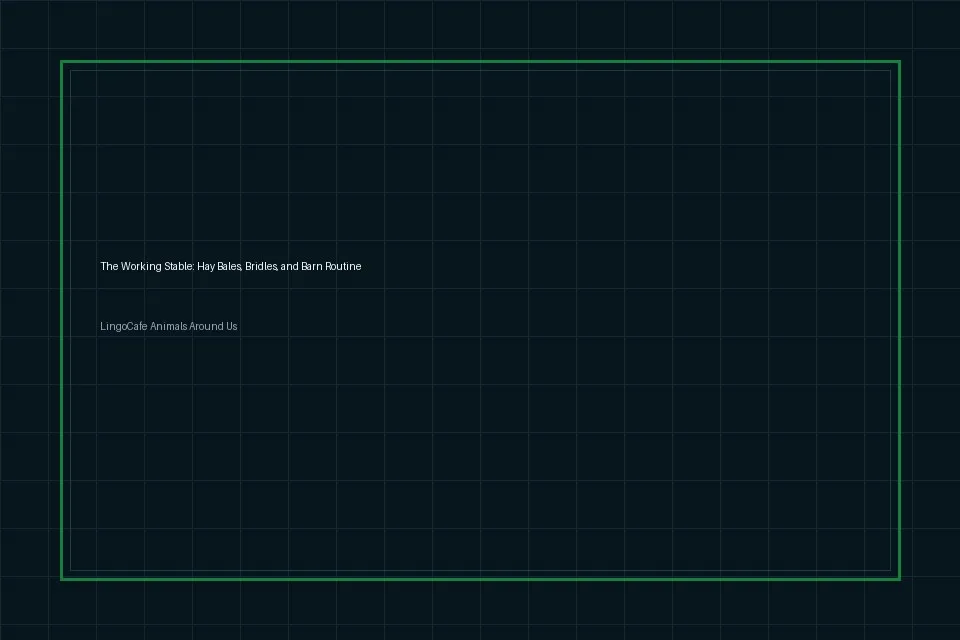 The Working Stable: Hay Bales, Bridles, and Barn Routine
LingoCafe Animals Around Us